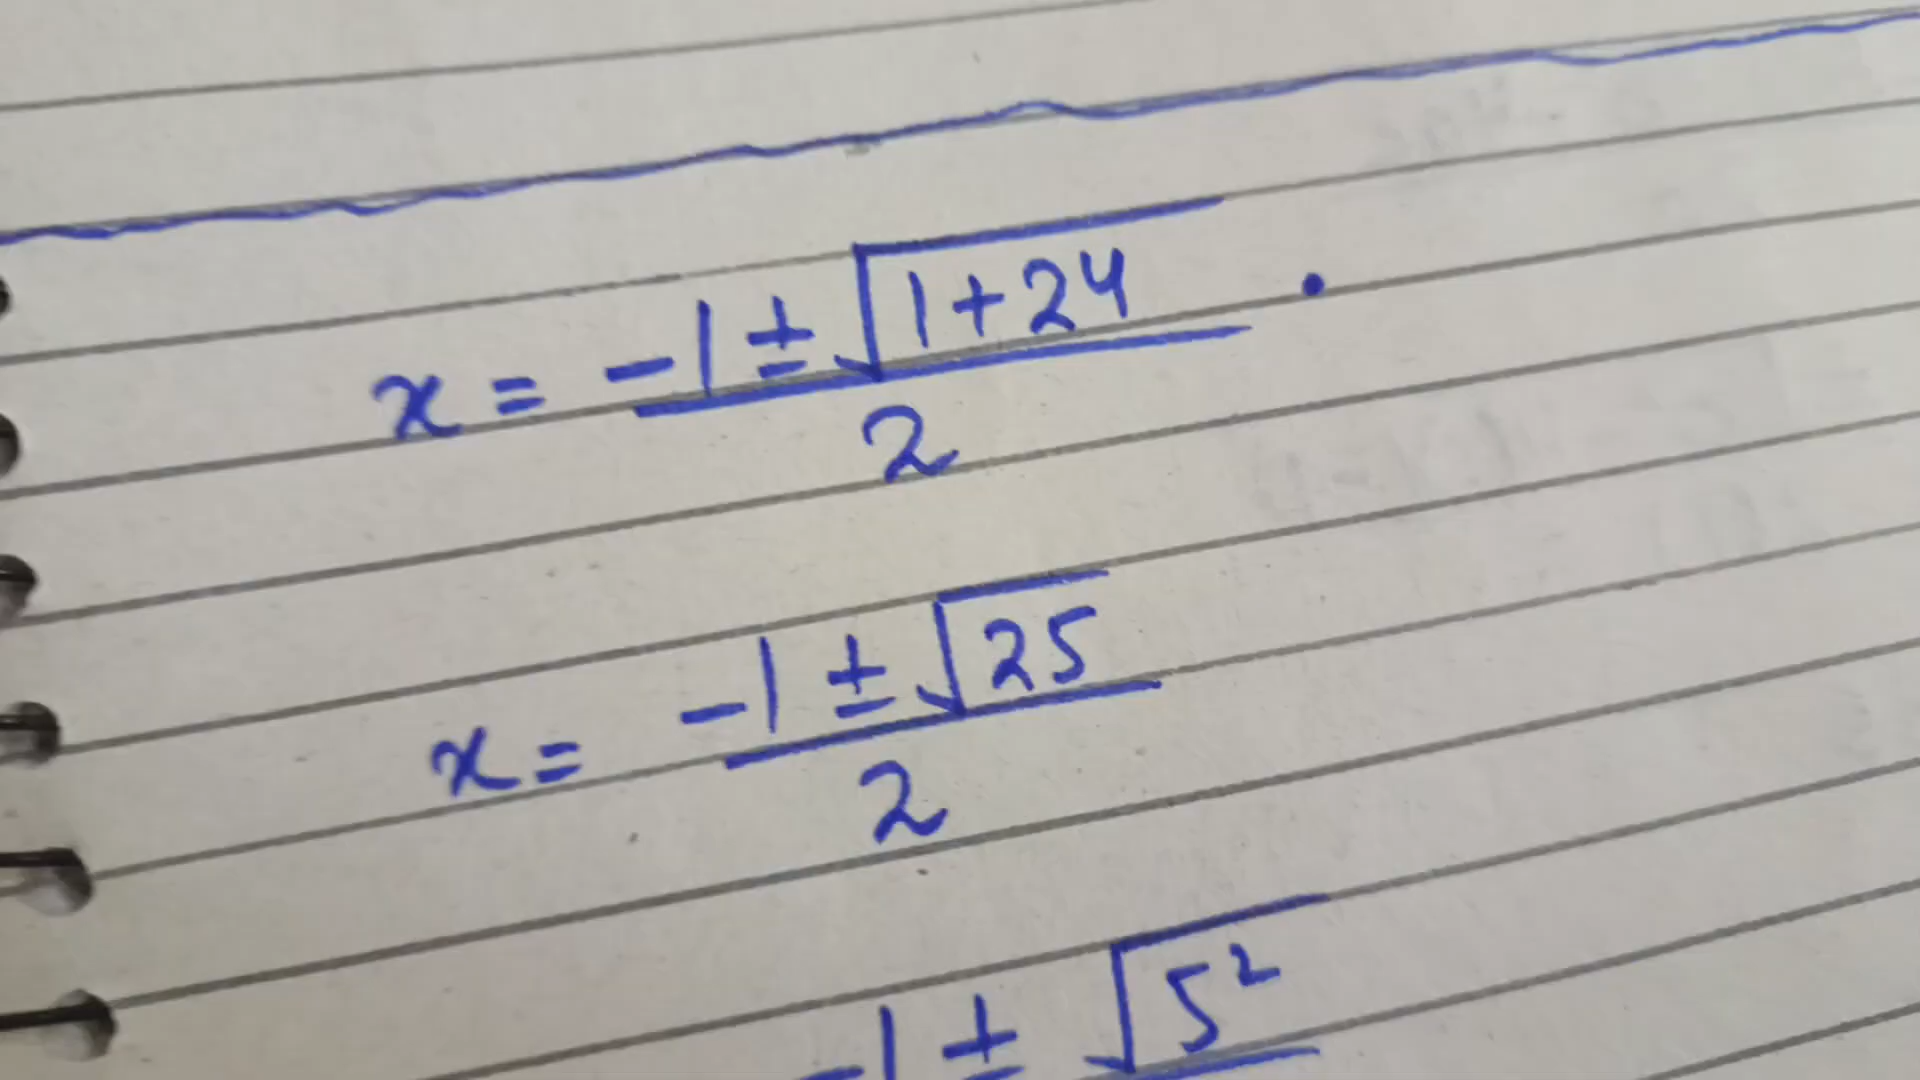 x = (-1 ± √(1+24))/2 .
x = (-1 ± √25)/2
-1 ± √5²